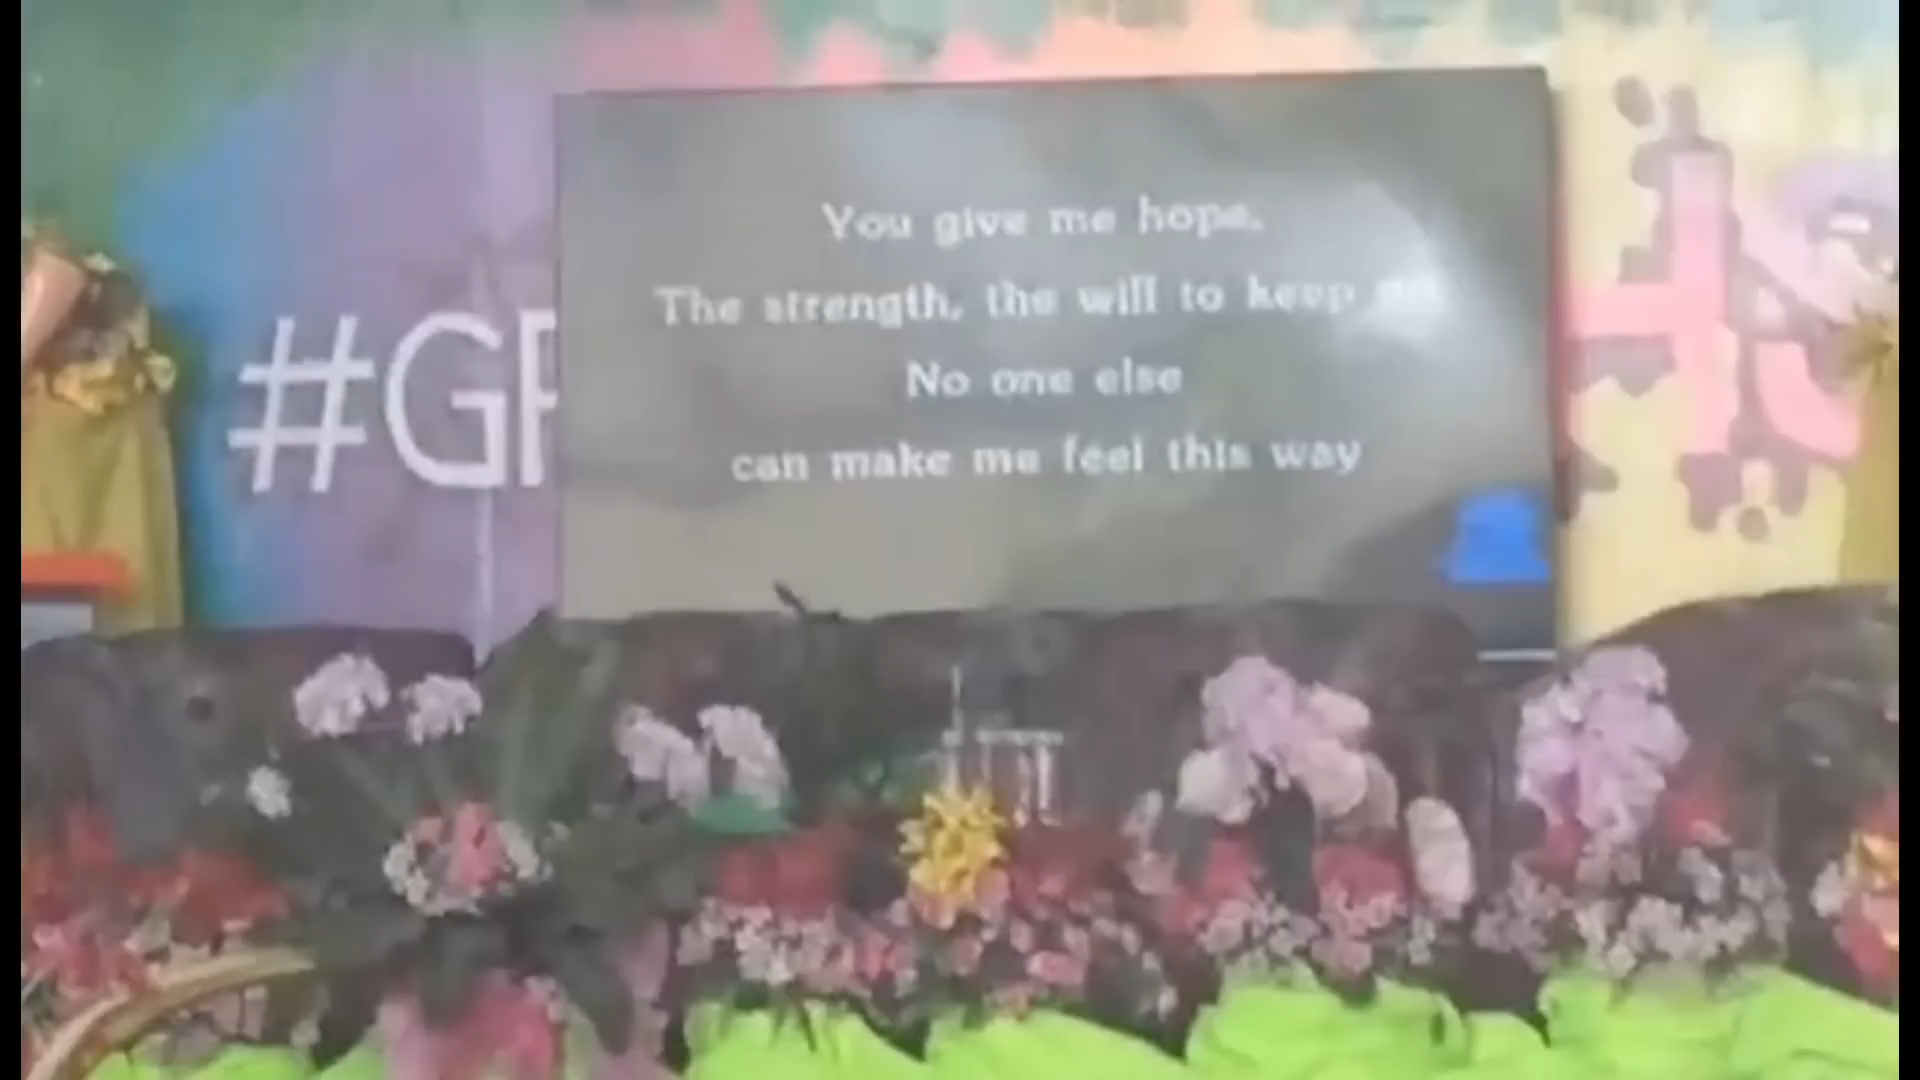 #GF
You give me hope.
The strength, the will to keep
No one else
can make me feel this way